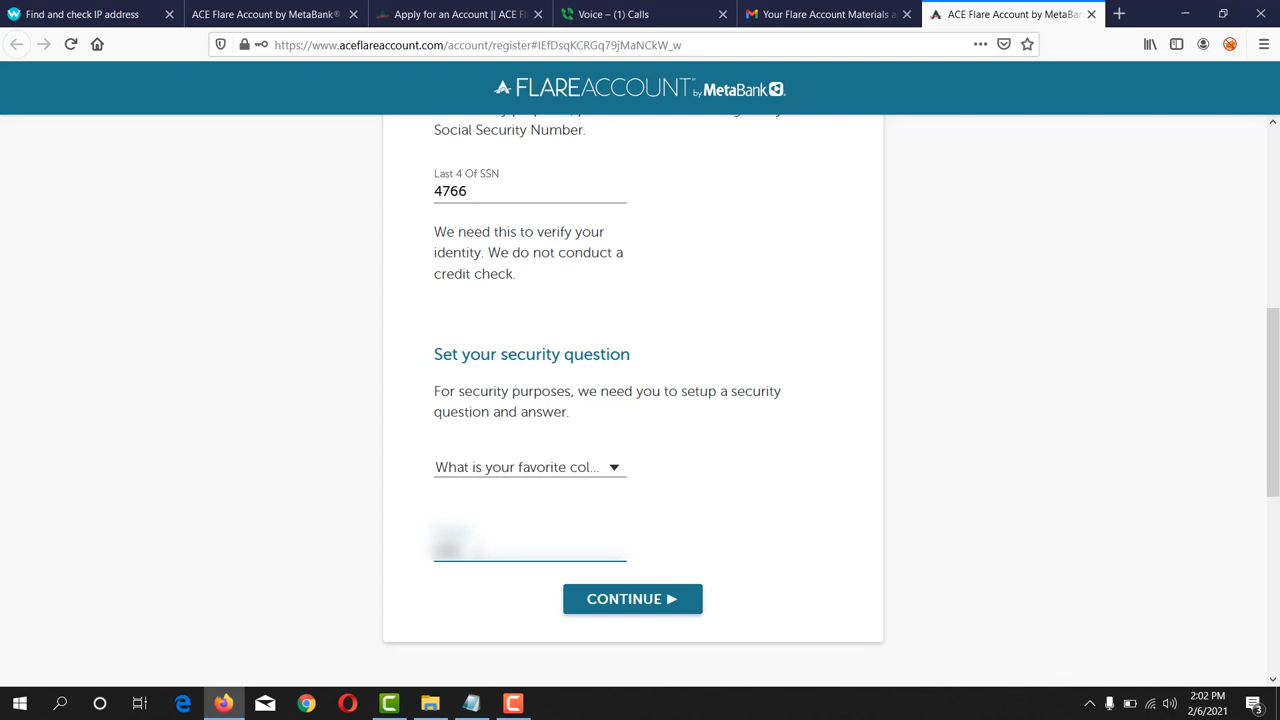 Find and check IP address
ACE Flare Account by MetaBank®
Apply for an Account || ACE Fl
Voice – (1) Calls
Your Flare Account Materials a
ACE Flare Account by MetaBan
https://www.aceflareaccount.com/account/register#IEfDsqKCRGq79jMaNCkW_w
FLAREACCOUNT™ by MetaBank
Social Security Number.
Last 4 Of SSN
4766
We need this to verify your
identity. We do not conduct a
credit check.
Set your security question
For security purposes, we need you to setup a security
question and answer.
What is your favorite col...
CONTINUE
2:02 PM
2/6/2021
3